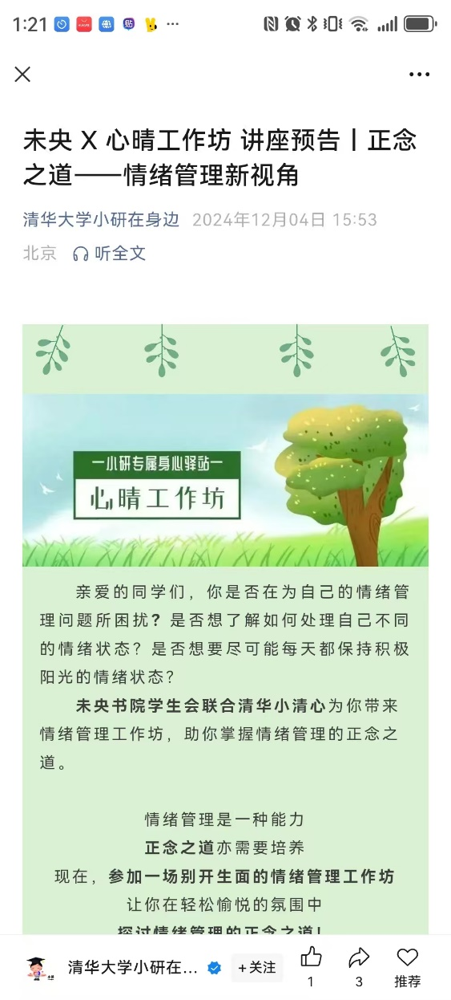 1:21
未央 X 心晴工作坊 讲座预告丨正念
之道——情绪管理新视角
清华大学小研在身边 2024年12月04日 15:53
北京 听全文
一小研专属身心驿站一
心晴工作坊
亲爱的同学们，你是否在为自己的情绪管
理问题所困扰？是否想了解如何处理自己不同
的情绪状态？是否想要尽可能每天都保持积极
阳光的情绪状态？
未央书院学生会联合清华小清心为你带来
情绪管理工作坊，助你掌握情绪管理的正念之
道。
情绪管理是一种能力
正念之道亦需要培养
现在，参加一场别开生面的情绪管理工作坊
让你在轻松愉悦的氛围中
探讨情绪管理的正念之道！
清华大学小研在... +关注
1 3 推荐